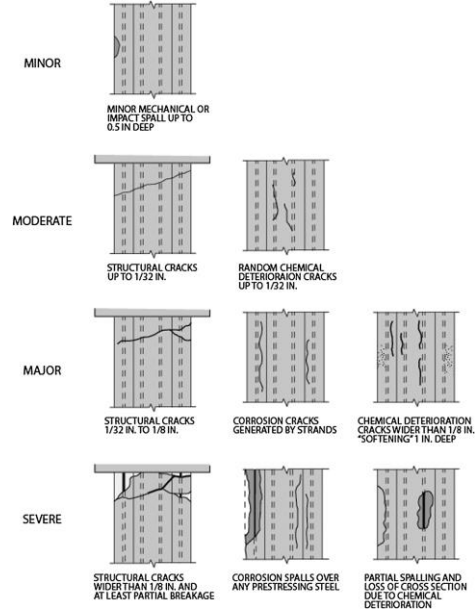 MINOR
MINOR MECHANICAL OR
IMPACT SPALL UP TO
0.5 IN DEEP
MODERATE
STRUCTURAL CRACKS
UP TO 1/32 IN.
RANDOM CHEMICAL
DETERIORAION CRACKS
UP TO 1/32 IN.
MAJOR
STRUCTURAL CRACKS
1/32 IN. TO 1/8 IN.
CORROSION CRACKS
GENERATED BY STRANDS
CHEMICAL DETERIORATION
CRACKS WIDER THAN 1/8 IN.
"SOFTENING" 1 IN. DEEP
SEVERE
STRUCTURAL CRACKS
WIDER THAN 1/8 IN. AND
AT LEAST PARTIAL BREAKAGE
CORROSION SPALLS OVER
ANY PRESTRESSING STEEL
PARTIAL SPALLING AND
LOSS OF CROSS SECTION
DUE TO CHEMICAL
DETERIORATION)